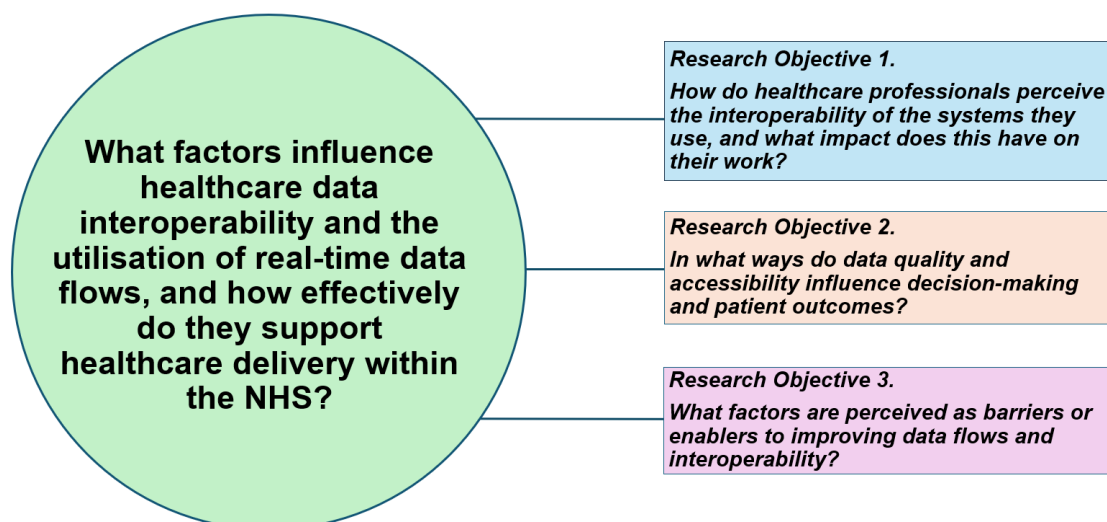 What factors influence
healthcare data
interoperability and the
utilisation of real-time data
flows, and how effectively
do they support
healthcare delivery within
the NHS?
Research Objective 1.
How do healthcare professionals perceive
the interoperability of the systems they
use, and what impact does this have on
their work?
Research Objective 2.
In what ways do data quality and
accessibility influence decision-making
and patient outcomes?
Research Objective 3.
What factors are perceived as barriers or
enablers to improving data flows and
interoperability?